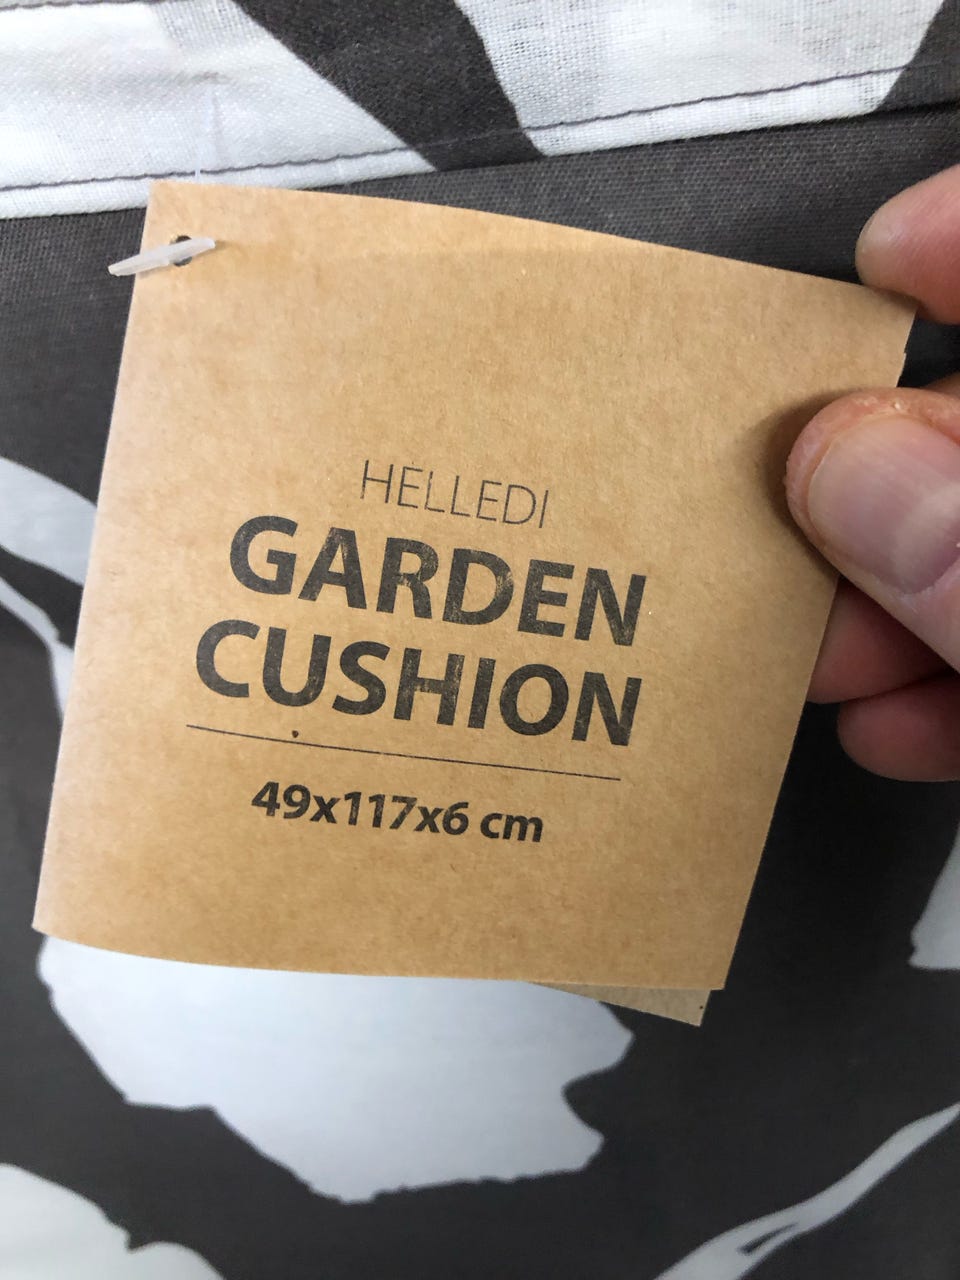 HELLEDI
GARDEN
CUSHION
49x117x6 cm